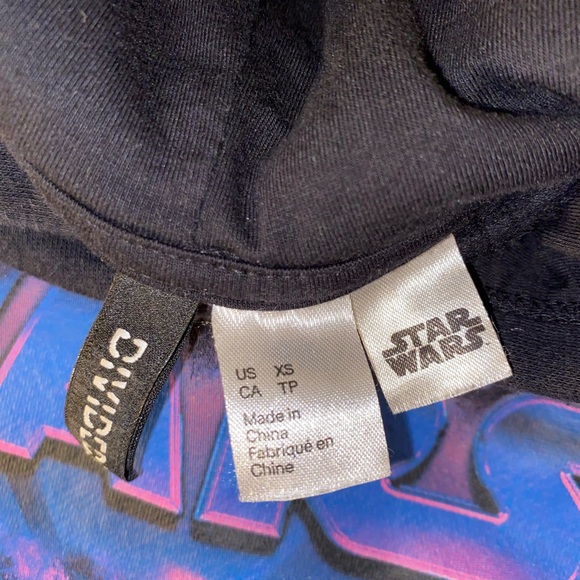 DIVIDED
US XS
CA TP
Made in
China
Fabriqué en
Chine
STAR
WARS